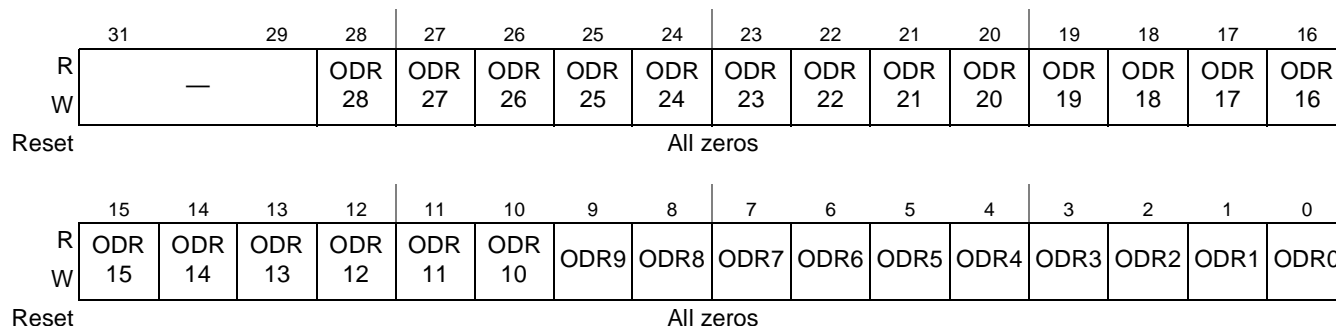 31 29 28 27 26 25 24 23 22 21 20 19 18 17 16
R W — ODR 28 ODR 27 ODR 26 ODR 25 ODR 24 ODR 23 ODR 22 ODR 21 ODR 20 ODR 19 ODR 18 ODR 17 ODR 16
Reset All zeros
15 14 13 12 11 10 9 8 7 6 5 4 3 2 1 0
R W ODR 15 ODR 14 ODR 13 ODR 12 ODR 11 ODR 10 ODR9 ODR8 ODR7 ODR6 ODR5 ODR4 ODR3 ODR2 ODR1 ODR0
Reset All zeros